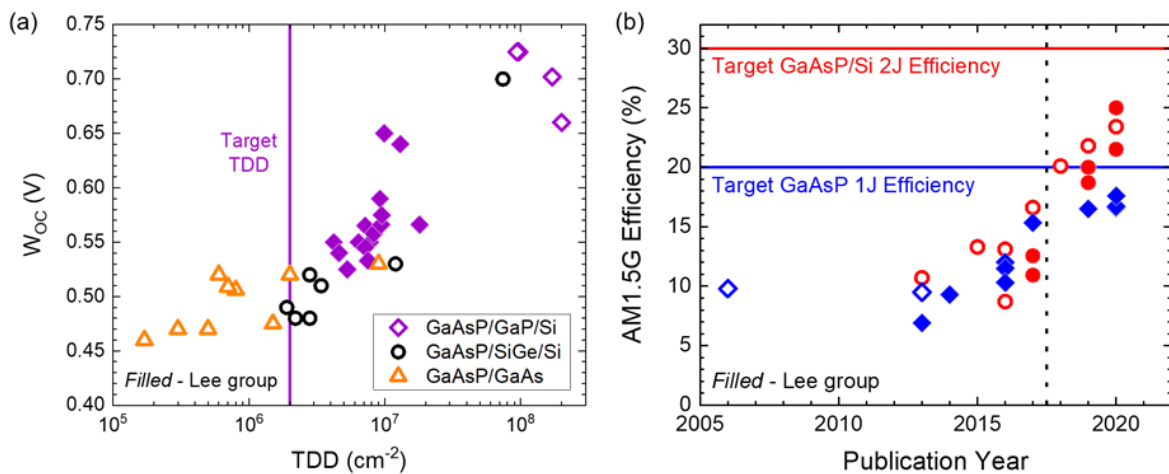 (a)
0.75
0.70
0.65
0.60
0.55
0.50
0.45
0.40
W_OC (V)
Target
TDD
GaAsP/GaP/Si
GaAsP/SiGe/Si
GaAsP/GaAs
Filled - Lee group
10^5
10^6
10^7
10^8
TDD (cm^-2)
(b)
30
25
20
15
10
5
0
AM1.5G Efficiency (%)
Target GaAsP/Si 2J Efficiency
Target GaAsP 1J Efficiency
Filled - Lee group
2005
2010
2015
2020
Publication Year